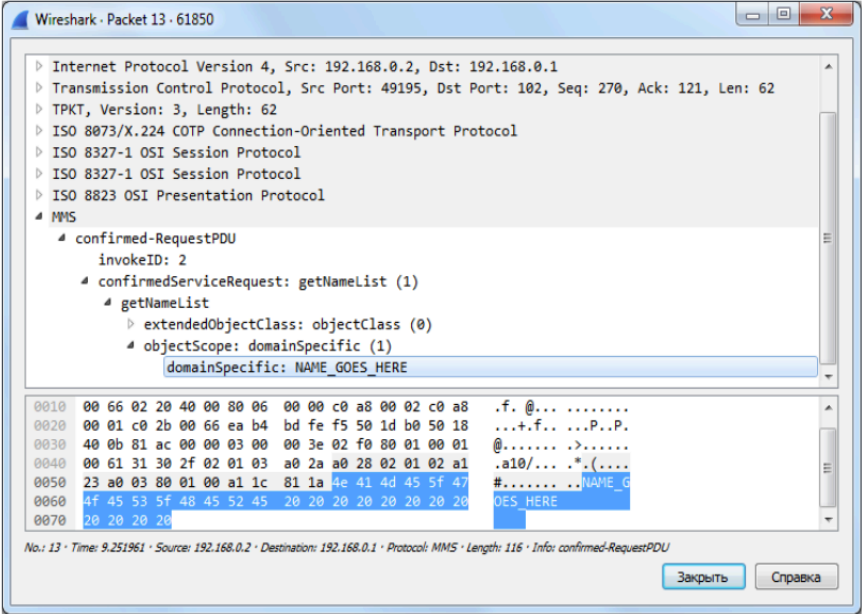 Wireshark · Packet 13 · 61850
Internet Protocol Version 4, Src: 192.168.0.2, Dst: 192.168.0.1
Transmission Control Protocol, Src Port: 49195, Dst Port: 102, Seq: 270, Ack: 121, Len: 62
TPKT, Version: 3, Length: 62
ISO 8073/X.224 COTP Connection-Oriented Transport Protocol
ISO 8327-1 OSI Session Protocol
ISO 8327-1 OSI Session Protocol
ISO 8823 OSI Presentation Protocol
MMS
confirmed-RequestPDU
invokeID: 2
confirmedServiceRequest: getNameList (1)
getNameList
extendedObjectClass: objectClass (0)
objectScope: domainSpecific (1)
domainSpecific: NAME_GOES_HERE
0010 00 66 02 20 40 00 80 06 00 00 c0 a8 00 02 c0 a8 .f. @... ........
0020 00 01 c0 2b 00 66 ea b4 bd fe f5 50 1d b0 50 18 ...+.f.. ...P..P.
0030 40 0b 81 ac 00 00 03 00 00 3e 02 f0 80 01 00 01 @....... .>......
0040 00 61 31 30 2f 02 01 03 a0 2a a0 28 02 01 02 a1 .a10/... .*.(....
0050 23 a0 03 80 01 00 a1 1c 81 1a 4e 41 4d 45 5f 47 #....... ..NAME_G
0060 4f 45 53 5f 48 45 52 45 20 20 20 20 20 20 20 20 OES_HERE
0070 20 20 20 20
No.: 13 · Time: 9.251961 · Source: 192.168.0.2 · Destination: 192.168.0.1 · Protocol: MMS · Length: 116 · Info: confirmed-RequestPDU
Закрыть Справка